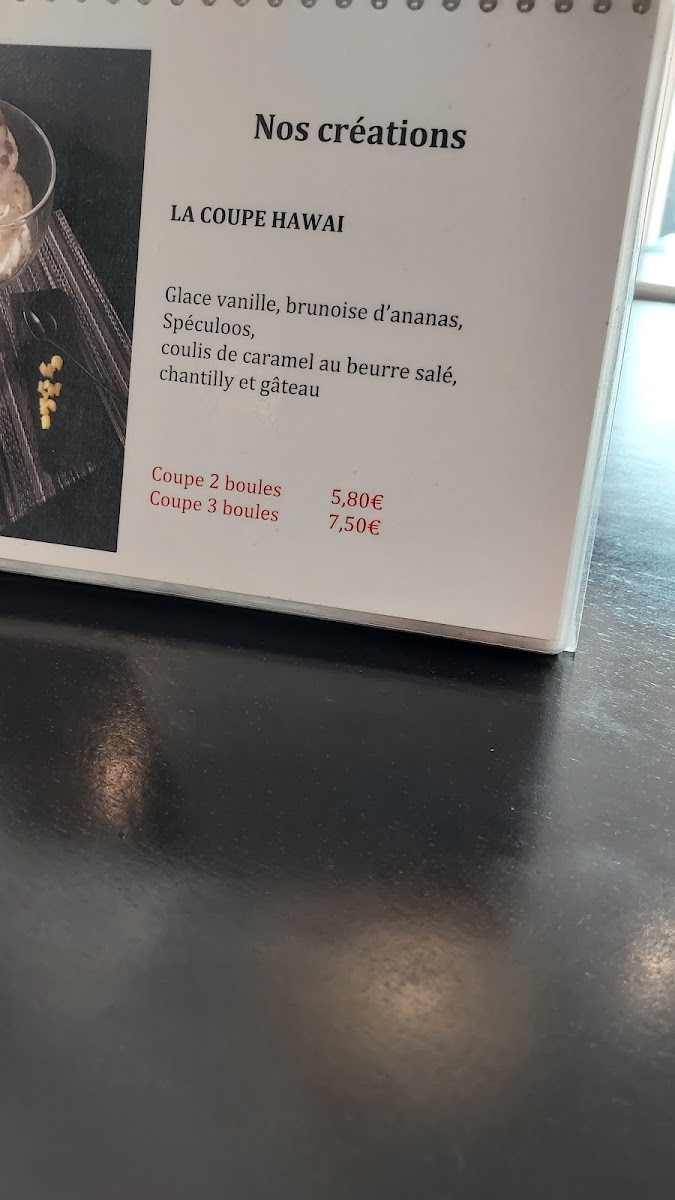 Nos créations
LA COUPE HAWAI
Glace vanille, brunoise d'ananas,
Spéculoos,
coulis de caramel au beurre salé,
chantilly et gâteau
Coupe 2 boules 5,80€
Coupe 3 boules 7,50€